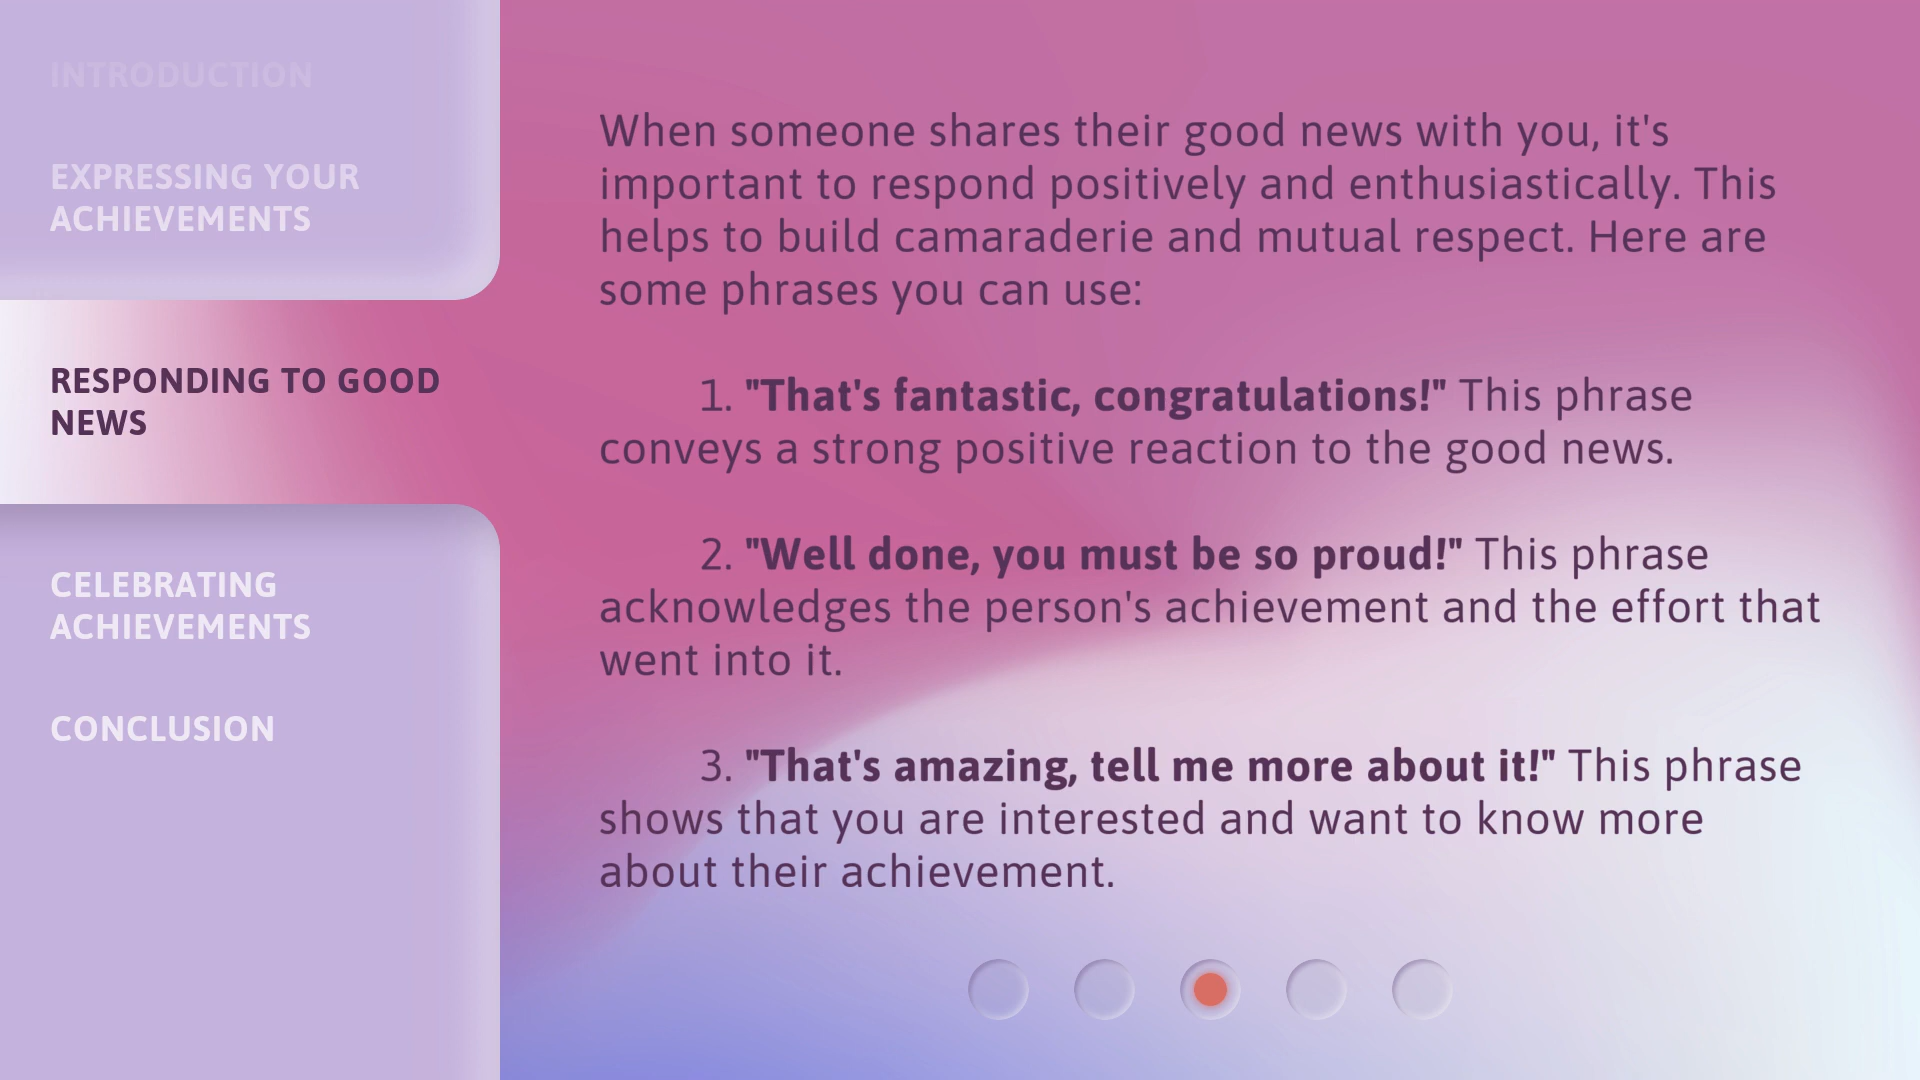 INTRODUCTION
EXPRESSING YOUR
ACHIEVEMENTS
RESPONDING TO GOOD
NEWS
CELEBRATING
ACHIEVEMENTS
CONCLUSION
When someone shares their good news with you, it's
important to respond positively and enthusiastically. This
helps to build camaraderie and mutual respect. Here are
some phrases you can use:
1. "That's fantastic, congratulations!" This phrase
conveys a strong positive reaction to the good news.
2. "Well done, you must be so proud!" This phrase
acknowledges the person's achievement and the effort that
went into it.
3. "That's amazing, tell me more about it!" This phrase
shows that you are interested and want to know more
about their achievement.